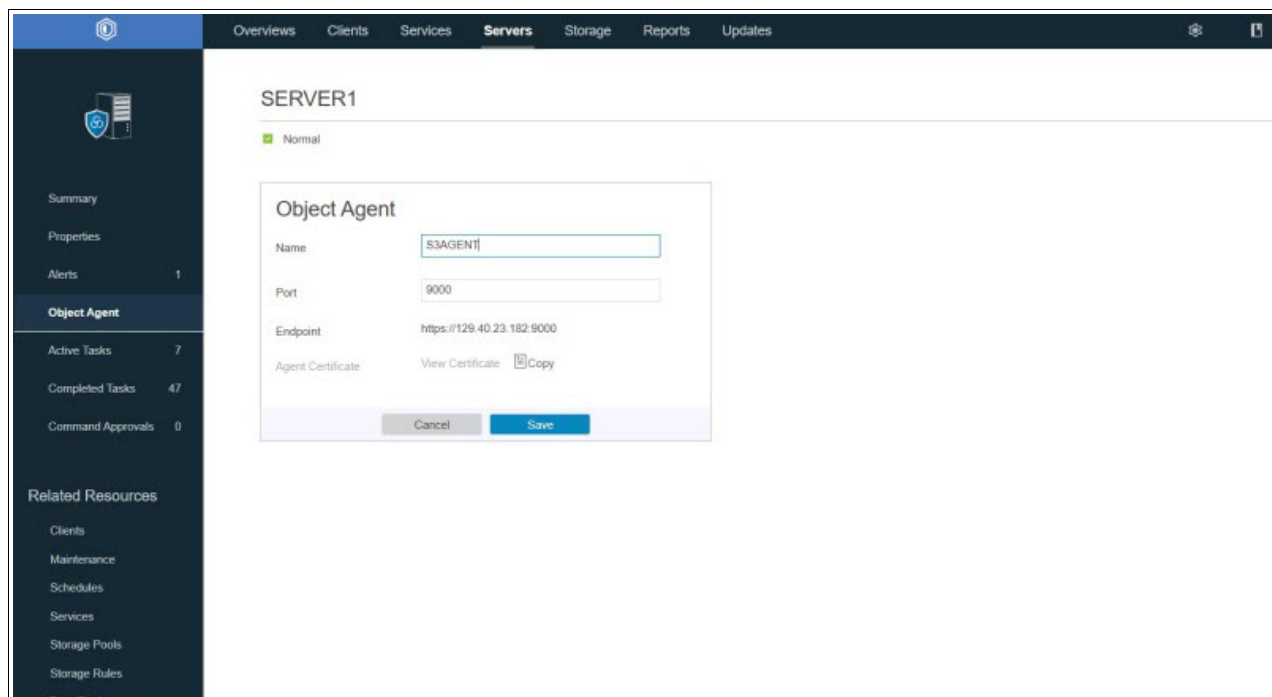 Overviews Clients Services Servers Storage Reports Updates
SERVER1
Normal
Summary
Properties
Alerts 1
Object Agent
Active Tasks 7
Completed Tasks 47
Command Approvals 0
Related Resources
Clients
Maintenance
Schedules
Services
Storage Pools
Storage Rules
Object Agent
Name S3AGENT
Port 9000
Endpoint https://129.40.23.182:9000
Agent Certificate View Certificate Copy
Cancel Save